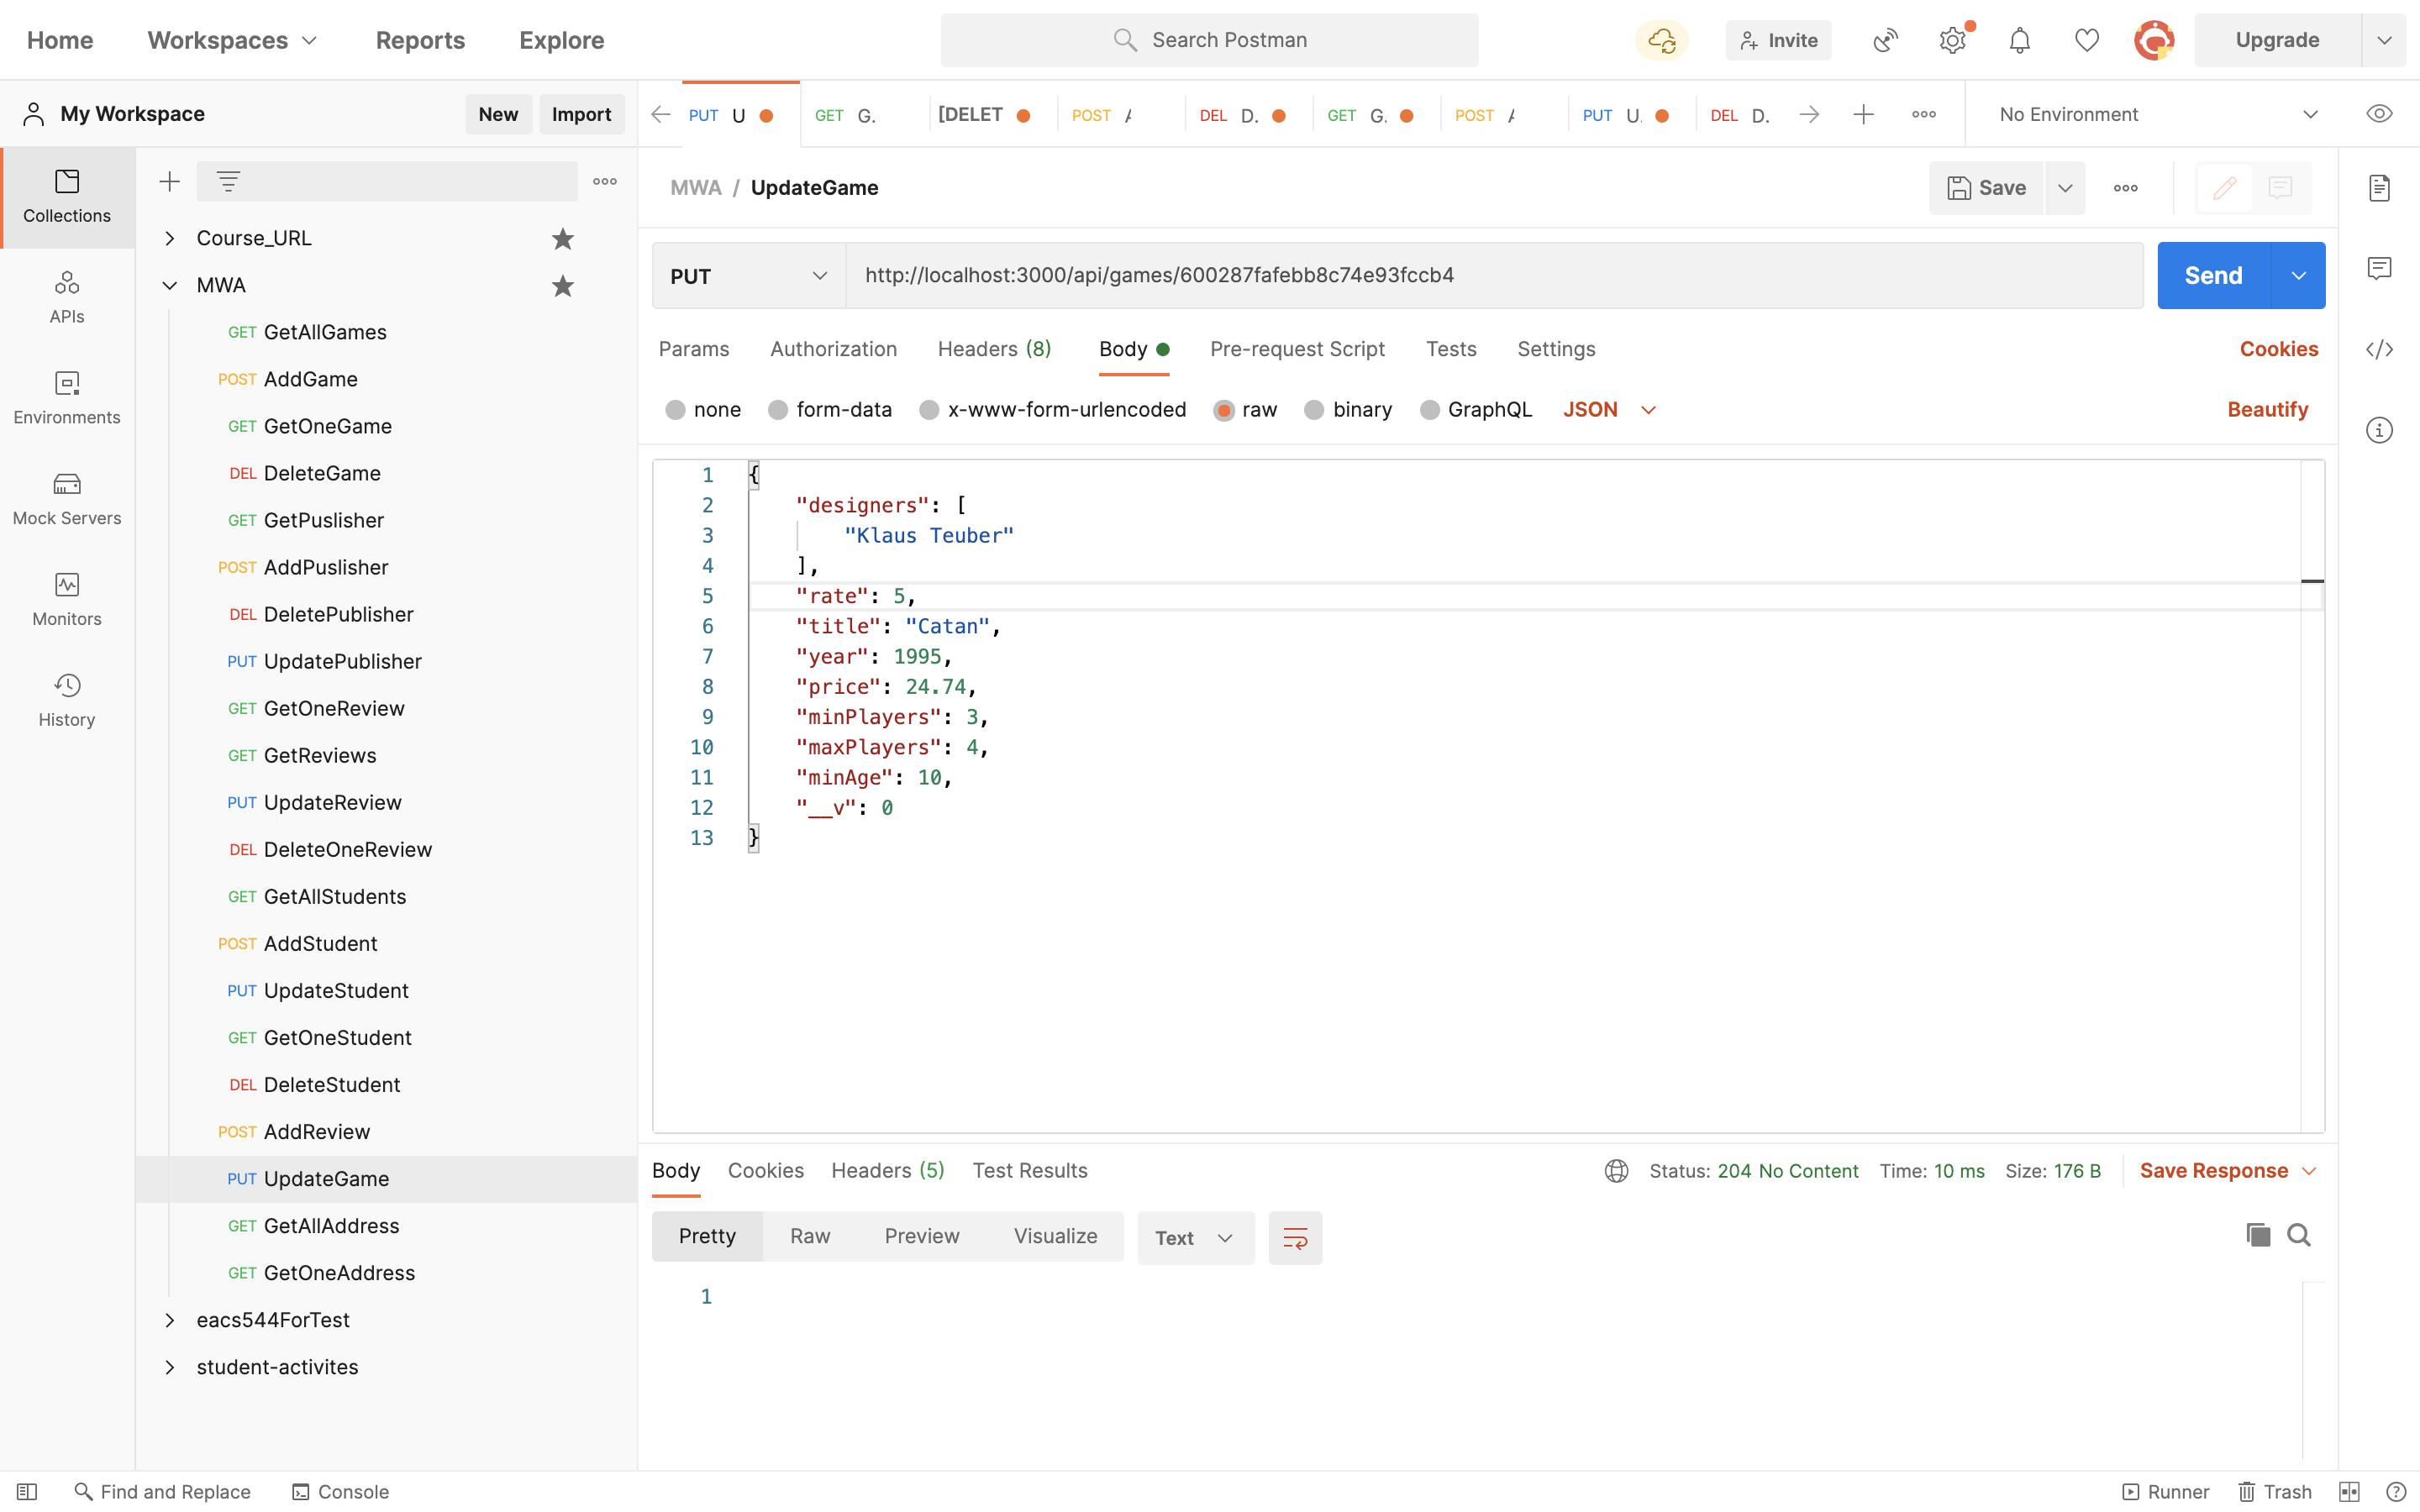 Home Workspaces Reports Explore Search Postman Invite Upgrade
My Workspace New Import
PUT U GET G. [DELET POST DEL D. GET G. POST PUT U. DEL D. No Environment
Collections
APIs
Environments
Mock Servers
Monitors
History
Course_URL
MWA
GET GetAllGames
POST AddGame
GET GetOneGame
DEL DeleteGame
GET GetPuslisher
POST AddPuslisher
DEL DeletePublisher
PUT UpdatePublisher
GET GetOneReview
GET GetReviews
PUT UpdateReview
DEL DeleteOneReview
GET GetAllStudents
POST AddStudent
PUT UpdateStudent
GET GetOneStudent
DEL DeleteStudent
POST AddReview
PUT UpdateGame
GET GetAllAddress
GET GetOneAddress
eacs544ForTest
student-activites
MWA / UpdateGame Save
PUT http://localhost:3000/api/games/600287fafebb8c74e93fccb4 Send
Params Authorization Headers (8) Body Pre-request Script Tests Settings Cookies
none form-data x-www-form-urlencoded raw binary GraphQL JSON Beautify
1 {
2 "designers": [
3 "Klaus Teuber"
4 ],
5 "rate": 5,
6 "title": "Catan",
7 "year": 1995,
8 "price": 24.74,
9 "minPlayers": 3,
10 "maxPlayers": 4,
11 "minAge": 10,
12 "__v": 0
13 }
Body Cookies Headers (5) Test Results Status: 204 No Content Time: 10 ms Size: 176 B Save Response
Pretty Raw Preview Visualize Text
1
Find and Replace Console Runner Trash